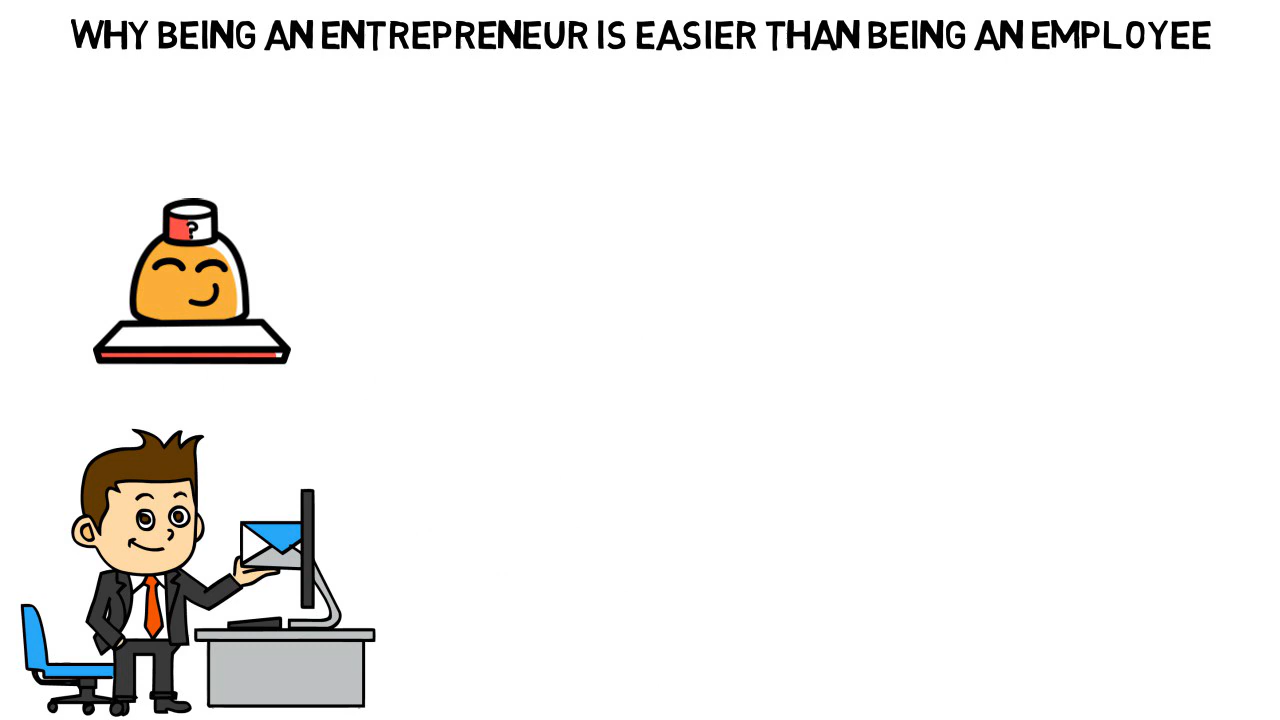 WHY BEING AN ENTREPRENEUR IS EASIER THAN BEING AN EMPLOYEE
?